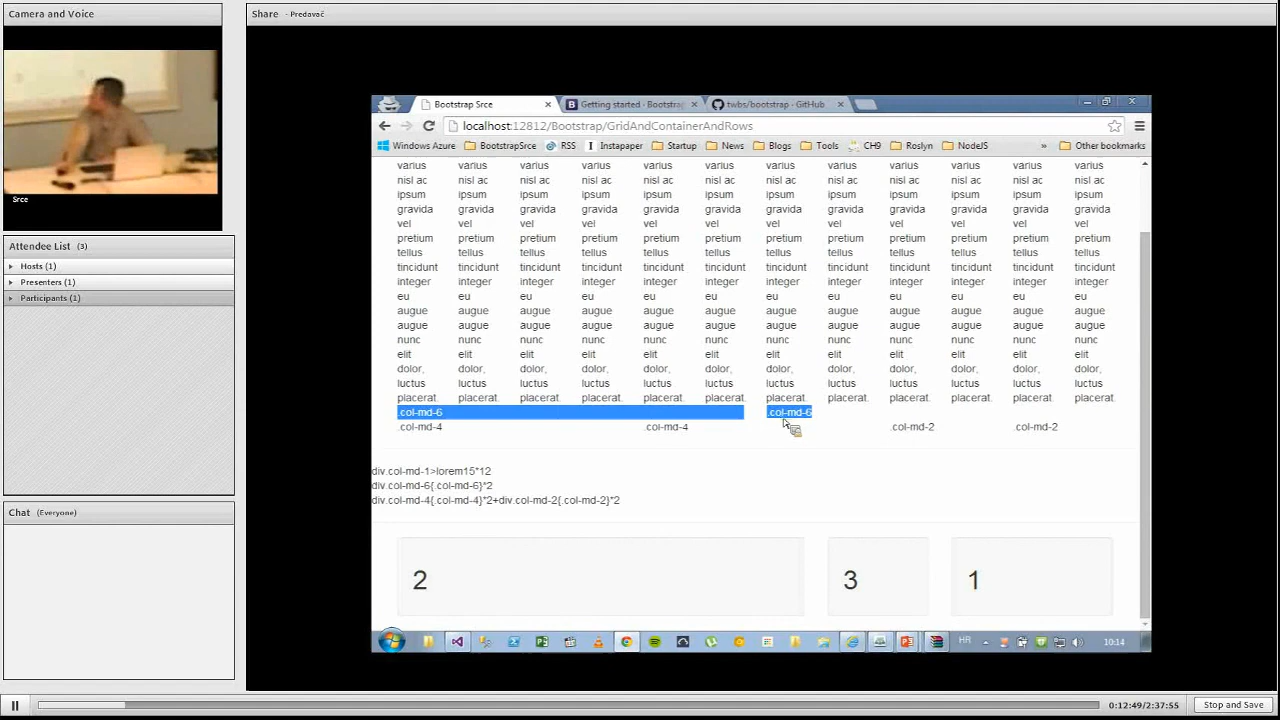 Camera and Voice
Share - Predavač
Srce
Attendee List (3)
Hosts (1)
Presenters (1)
Participants (1)
Chat (Everyone)
Bootstrap Srce
Getting started · Bootstrap
twbs/bootstrap · GitHub
localhost:12812/Bootstrap/GridAndContainerAndRows
Windows Azure BootstrapSrce RSS Instapaper Startup News Blogs Tools CH9 Roslyn NodeJS » Other bookmarks
varius varius varius varius varius varius varius varius varius varius varius varius
nisl ac nisl ac nisl ac nisl ac nisl ac nisl ac nisl ac nisl ac nisl ac nisl ac nisl ac nisl ac
ipsum ipsum ipsum ipsum ipsum ipsum ipsum ipsum ipsum ipsum ipsum ipsum
gravida gravida gravida gravida gravida gravida gravida gravida gravida gravida gravida gravida
vel vel vel vel vel vel vel vel vel vel vel vel
pretium pretium pretium pretium pretium pretium pretium pretium pretium pretium pretium pretium
tellus tellus tellus tellus tellus tellus tellus tellus tellus tellus tellus tellus
tincidunt tincidunt tincidunt tincidunt tincidunt tincidunt tincidunt tincidunt tincidunt tincidunt tincidunt tincidunt
integer integer integer integer integer integer integer integer integer integer integer integer
eu eu eu eu eu eu eu eu eu eu eu eu
augue augue augue augue augue augue augue augue augue augue augue augue
augue augue augue augue augue augue augue augue augue augue augue augue
nunc nunc nunc nunc nunc nunc nunc nunc nunc nunc nunc nunc
elit elit elit elit elit elit elit elit elit elit elit elit
dolor, dolor, dolor, dolor, dolor, dolor, dolor, dolor, dolor, dolor, dolor, dolor,
luctus luctus luctus luctus luctus luctus luctus luctus luctus luctus luctus luctus
placerat. placerat. placerat. placerat. placerat. placerat. placerat. placerat. placerat. placerat. placerat. placerat.
.col-md-6 .col-md-6
.col-md-4 .col-md-4 .col-md-2 .col-md-2
div.col-md-1>lorem15*12
div.col-md-6{.col-md-6}*2
div.col-md-4{.col-md-4}*2+div.col-md-2{.col-md-2}*2
2 3 1
HR 10:14
0:12:49/2:37:55 Stop and Save